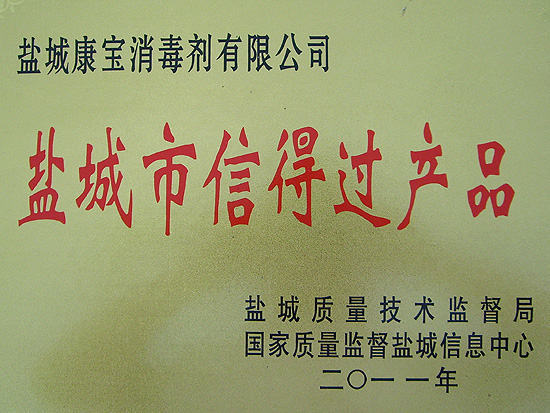 盐城康宝消毒剂有限公司
盐城市信得过产品
盐城质量技术监督局
国家质量监督盐城信息中心
二〇一一年